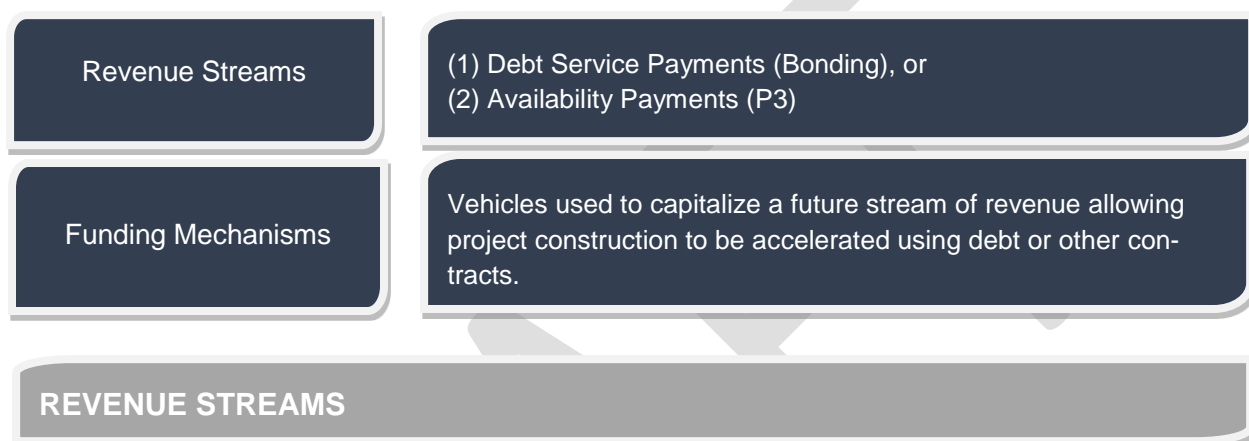 Revenue Streams
(1) Debt Service Payments (Bonding), or
(2) Availability Payments (P3)
Funding Mechanisms
Vehicles used to capitalize a future stream of revenue allowing
project construction to be accelerated using debt or other con-
tracts.
REVENUE STREAMS